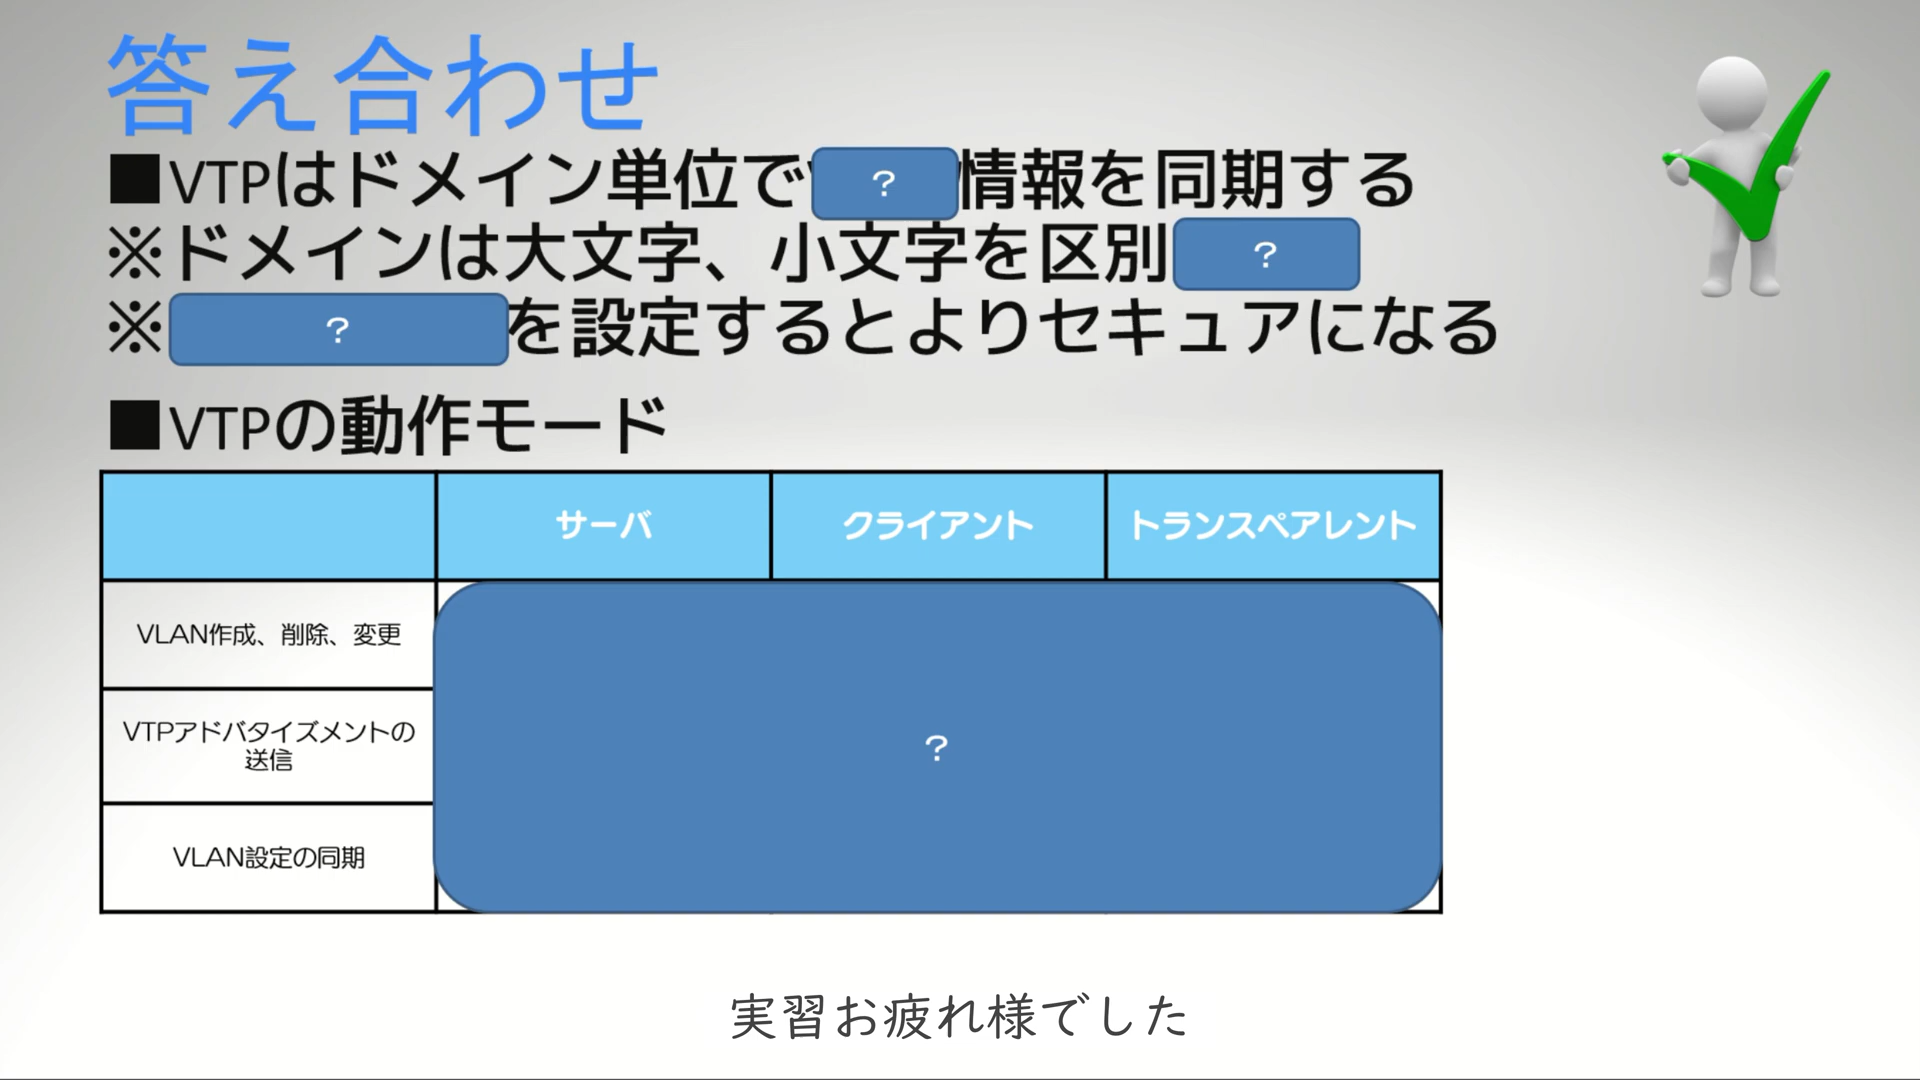 答え合わせ
■VTPはドメイン単位で ? 情報を同期する
※ドメインは大文字、小文字を区別 ?
※ ? を設定するとよりセキュアになる
■VTPの動作モード
サーバ クライアント トランスペアレント
VLAN作成、削除、変更
VTPアドバタイズメントの
送信
?
VLAN設定の同期
実習お疲れ様でした